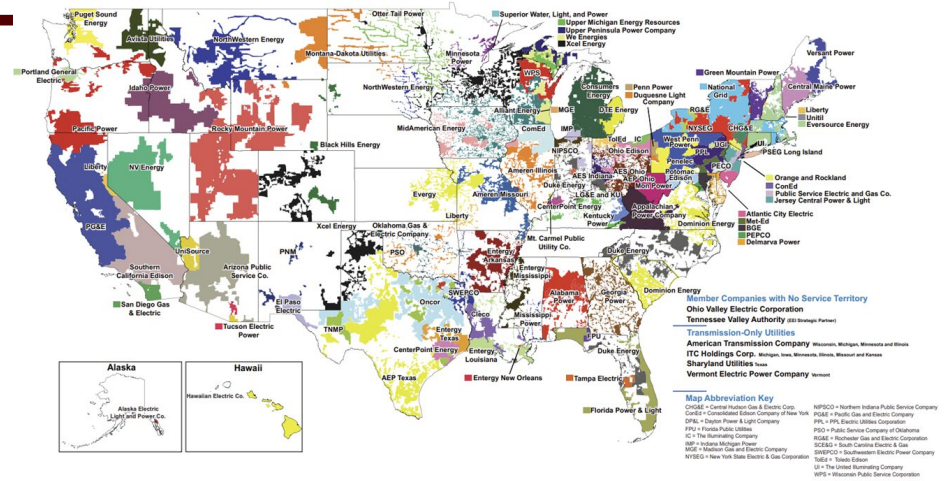 Puget Sound
Energy
Avista Utilities
NorthWestern Energy
Otter Tail Power
Montana-Dakota Utilities
Superior Water, Light, and Power
Upper Michigan Energy Resources
Upper Peninsula Power Company
We Energies
Xcel Energy
Minnesota
Power
Portland General
Electric
Idaho Power
NorthWestern Energy
WPS
Consumers
Energy
Penn Power
Duquesne Light
Company
Green Mountain Power
Versant Power
National
Grid
Central Maine Power
Alliant Energy
MGE
DTE Energy
RG&E
Liberty
Unitil
Eversource Energy
Pacific Power
Rocky Mountain Power
MidAmerican Energy
ComEd
IMP
TolEd
IC
NYSEG
CHG&E
West Penn
Power
UGI
UI
Black Hills Energy
NIPSCO
Ohio Edison
PPL
PSEG Long Island
Liberty
NV Energy
Ameren-Illinois
AES Indiana
AES Ohio
AEP Ohio
Mon Power
Penelec
PECO
Potomac
Edison
Orange and Rockland
ConEd
Public Service Electric and Gas Co.
Jersey Central Power & Light
Evergy
Ameren Missouri
Duke Energy
LG&E and KU
CenterPoint Energy
Kentucky
Power
Appalachian
Power Company
Atlantic City Electric
Met-Ed
BGE
PEPCO
Delmarva Power
Dominion Energy
PG&E
Liberty
Xcel Energy
Oklahoma Gas &
Electric Company
Mt. Carmel Public
Utility Co.
Duke Energy
UniSource
PNM
PSO
Entergy
Arkansas
Southern
California Edison
Arizona Public
Service Co.
Entergy
Mississippi
Alabama
Power
Georgia
Power
Dominion Energy
San Diego Gas
& Electric
El Paso
Electric
Oncor
SWEPCO
Cleco
Mississippi
Power
Tucson Electric
Power
TNMP
Entergy
Texas
FPU
CenterPoint Energy
Entergy
Louisiana
Duke Energy
AEP Texas
Entergy New Orleans
Tampa Electric
Florida Power & Light
Alaska
Alaska Electric
Light and Power Co.
Hawaii
Hawaiian Electric Co.
Member Companies with No Service Territory
Ohio Valley Electric Corporation
Tennessee Valley Authority (EEI Strategic Partner)
Transmission-Only Utilities
American Transmission Company Wisconsin, Michigan, Minnesota and Illinois
ITC Holdings Corp. Michigan, Iowa, Minnesota, Illinois, Missouri and Kansas
Sharyland Utilities Texas
Vermont Electric Power Company Vermont
Map Abbreviation Key
CHG&E = Central Hudson Gas & Electric Corp.
ConEd = Consolidated Edison Company of New York
DP&L = Dayton Power & Light Company
FPU = Florida Public Utilities
IC = The Illuminating Company
IMP = Indiana Michigan Power
MGE = Madison Gas and Electric Company
NYSEG = New York State Electric & Gas Corporation
NIPSCO = Northern Indiana Public Service Company
PG&E = Pacific Gas and Electric Company
PPL = PPL Electric Utilities Corporation
PSO = Public Service Company of Oklahoma
RG&E = Rochester Gas and Electric Corporation
SCE&G = South Carolina Electric & Gas
SWEPCO = Southwestern Electric Power Company
TolEd = Toledo Edison
UI = The United Illuminating Company
WPS = Wisconsin Public Service Corporation